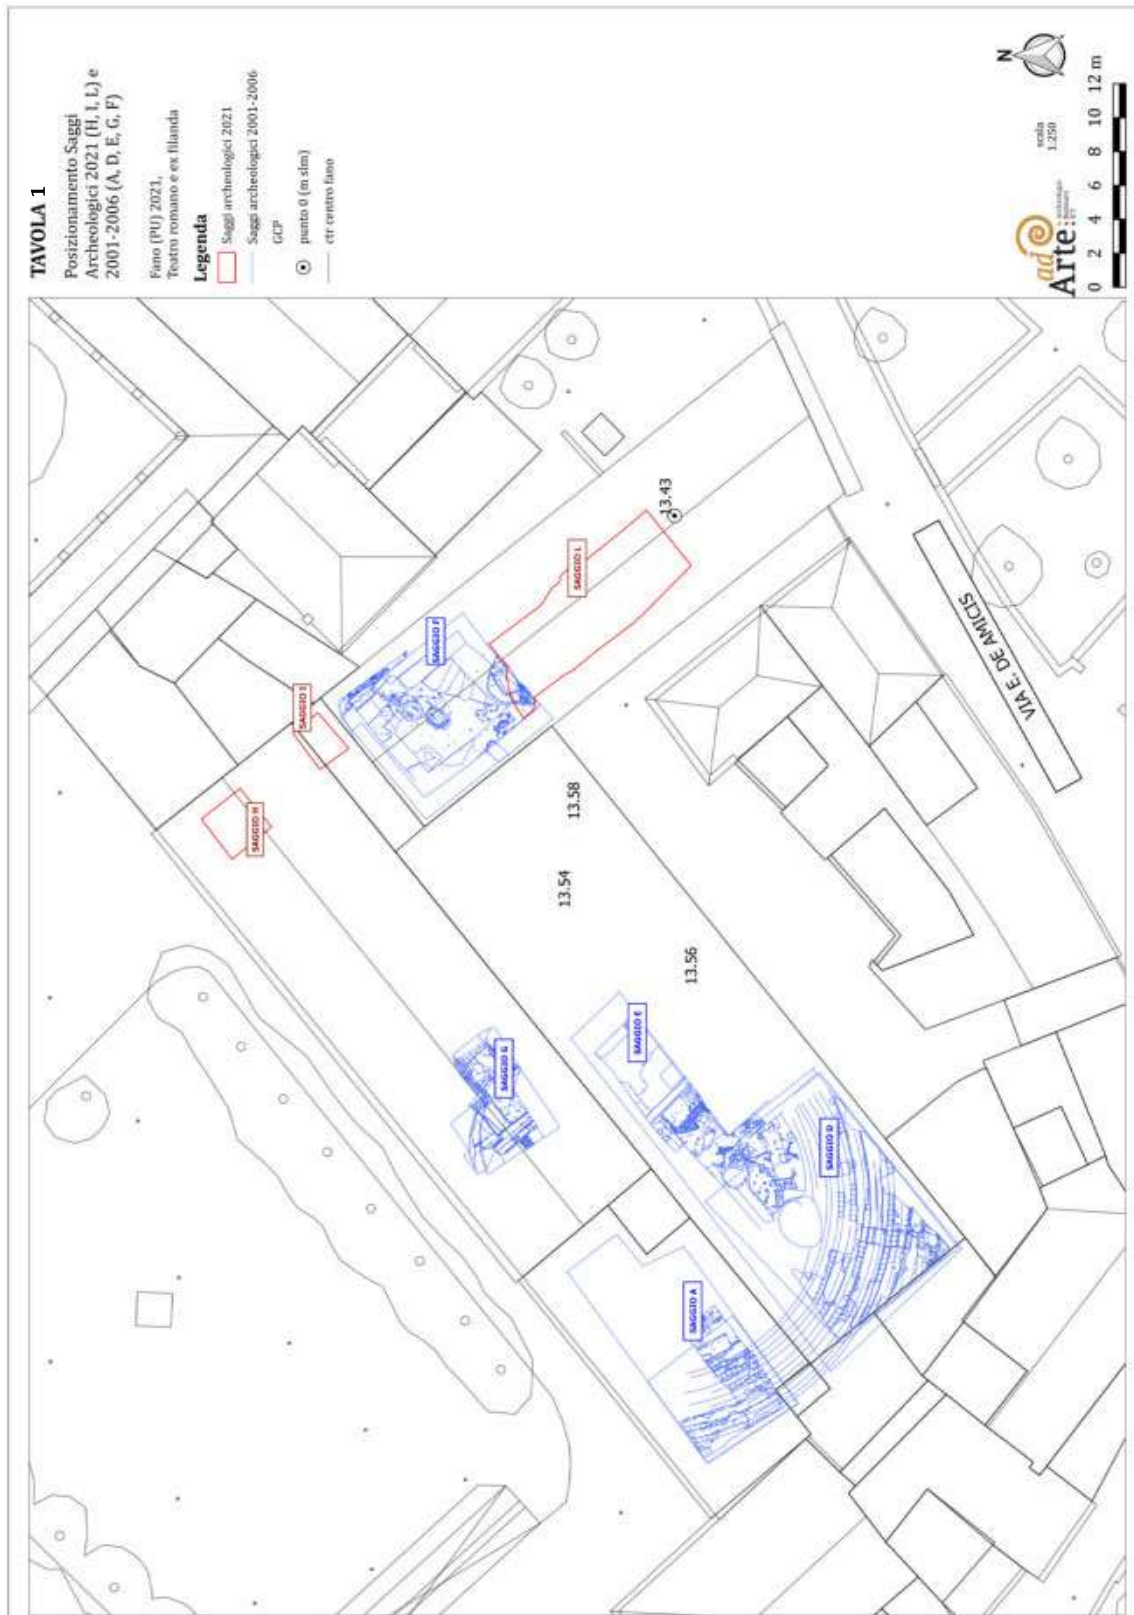 TAVOLA 1
Posizionamento Saggi
Archeologici 2021 (H, I, L) e
2001-2006 (A, D, E, G, F)
Fano (PU) 2021,
Teatro romano e ex filanda
Legenda
Saggi archeologici 2021
Saggi archeologici 2001-2006
GCP
punto 0 (m slm)
ctr centro fano
N
scala
1:250
ad
Arte:
0 2 4 6 8 10 12 m
SAGGIO I
SAGGIO H
SAGGIO F
SAGGIO L
13.43
13.58
13.54
13.56
SAGGIO G
SAGGIO E
SAGGIO D
SAGGIO A
VIA E. DE AMICIS